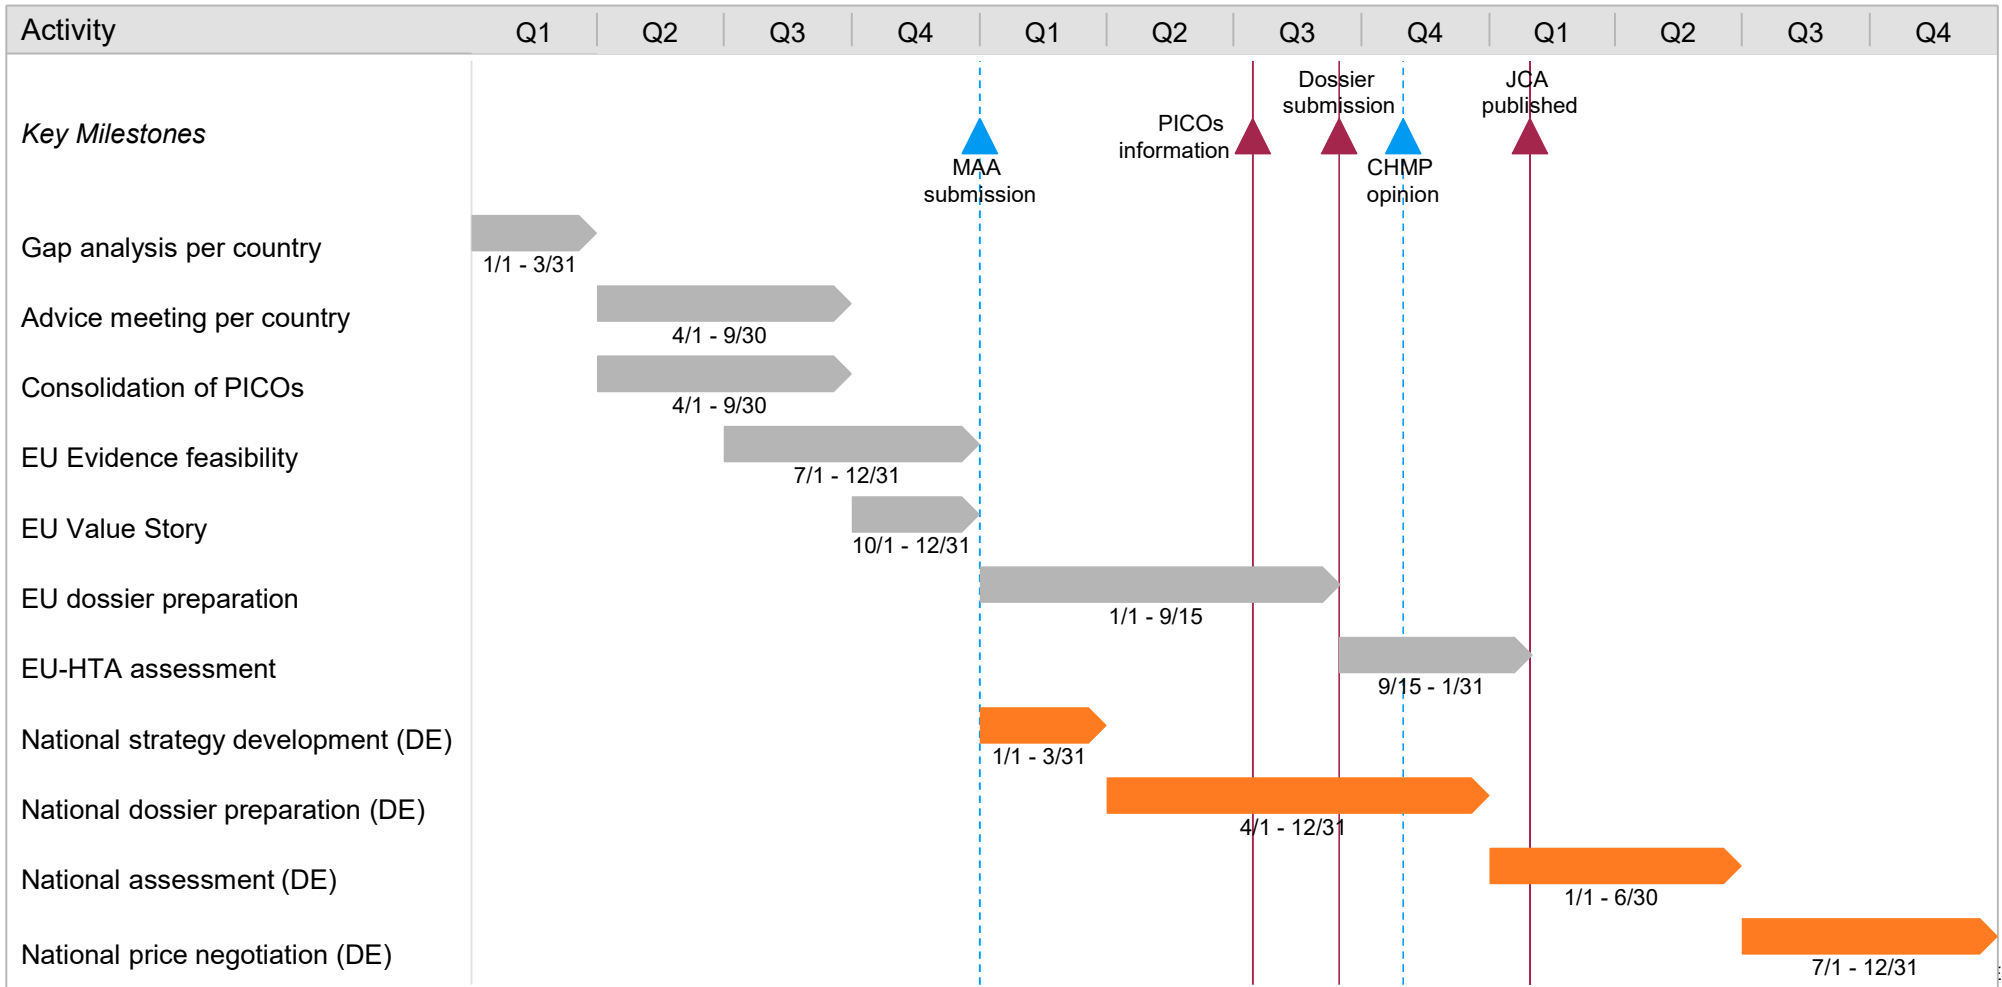 Activity Q1 Q2 Q3 Q4 Q1 Q2 Q3 Q4 Q1 Q2 Q3 Q4
Key Milestones
MAA
submission
PICOs
information
Dossier
submission
CHMP
opinion
JCA
published
Gap analysis per country
1/1 - 3/31
Advice meeting per country
4/1 - 9/30
Consolidation of PICOs
4/1 - 9/30
EU Evidence feasibility
7/1 - 12/31
EU Value Story
10/1 - 12/31
EU dossier preparation
1/1 - 9/15
EU-HTA assessment
9/15 - 1/31
National strategy development (DE)
1/1 - 3/31
National dossier preparation (DE)
4/1 - 12/31
National assessment (DE)
1/1 - 6/30
National price negotiation (DE)
7/1 - 12/31